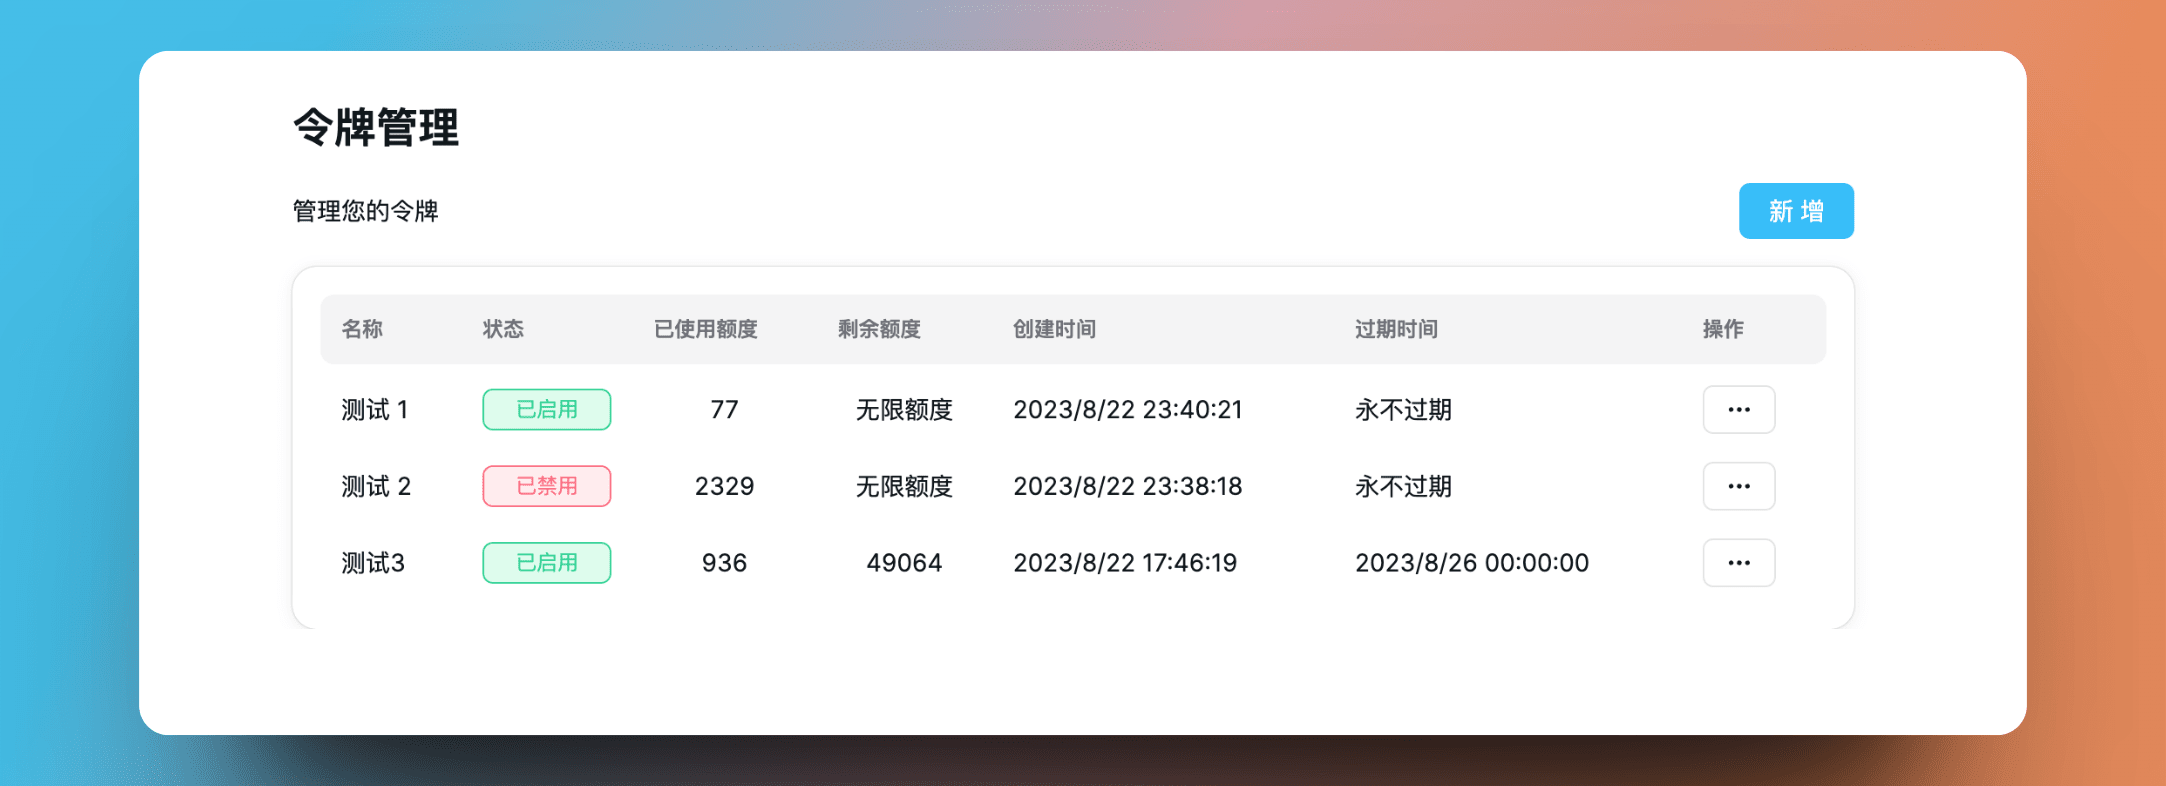 令牌管理
管理您的令牌
新 增
名称 状态 已使用额度 剩余额度 创建时间 过期时间 操作
测试 1 已启用 77 无限额度 2023/8/22 23:40:21 永不过期 ···
测试 2 已禁用 2329 无限额度 2023/8/22 23:38:18 永不过期 ···
测试3 已启用 936 49064 2023/8/22 17:46:19 2023/8/26 00:00:00 ···